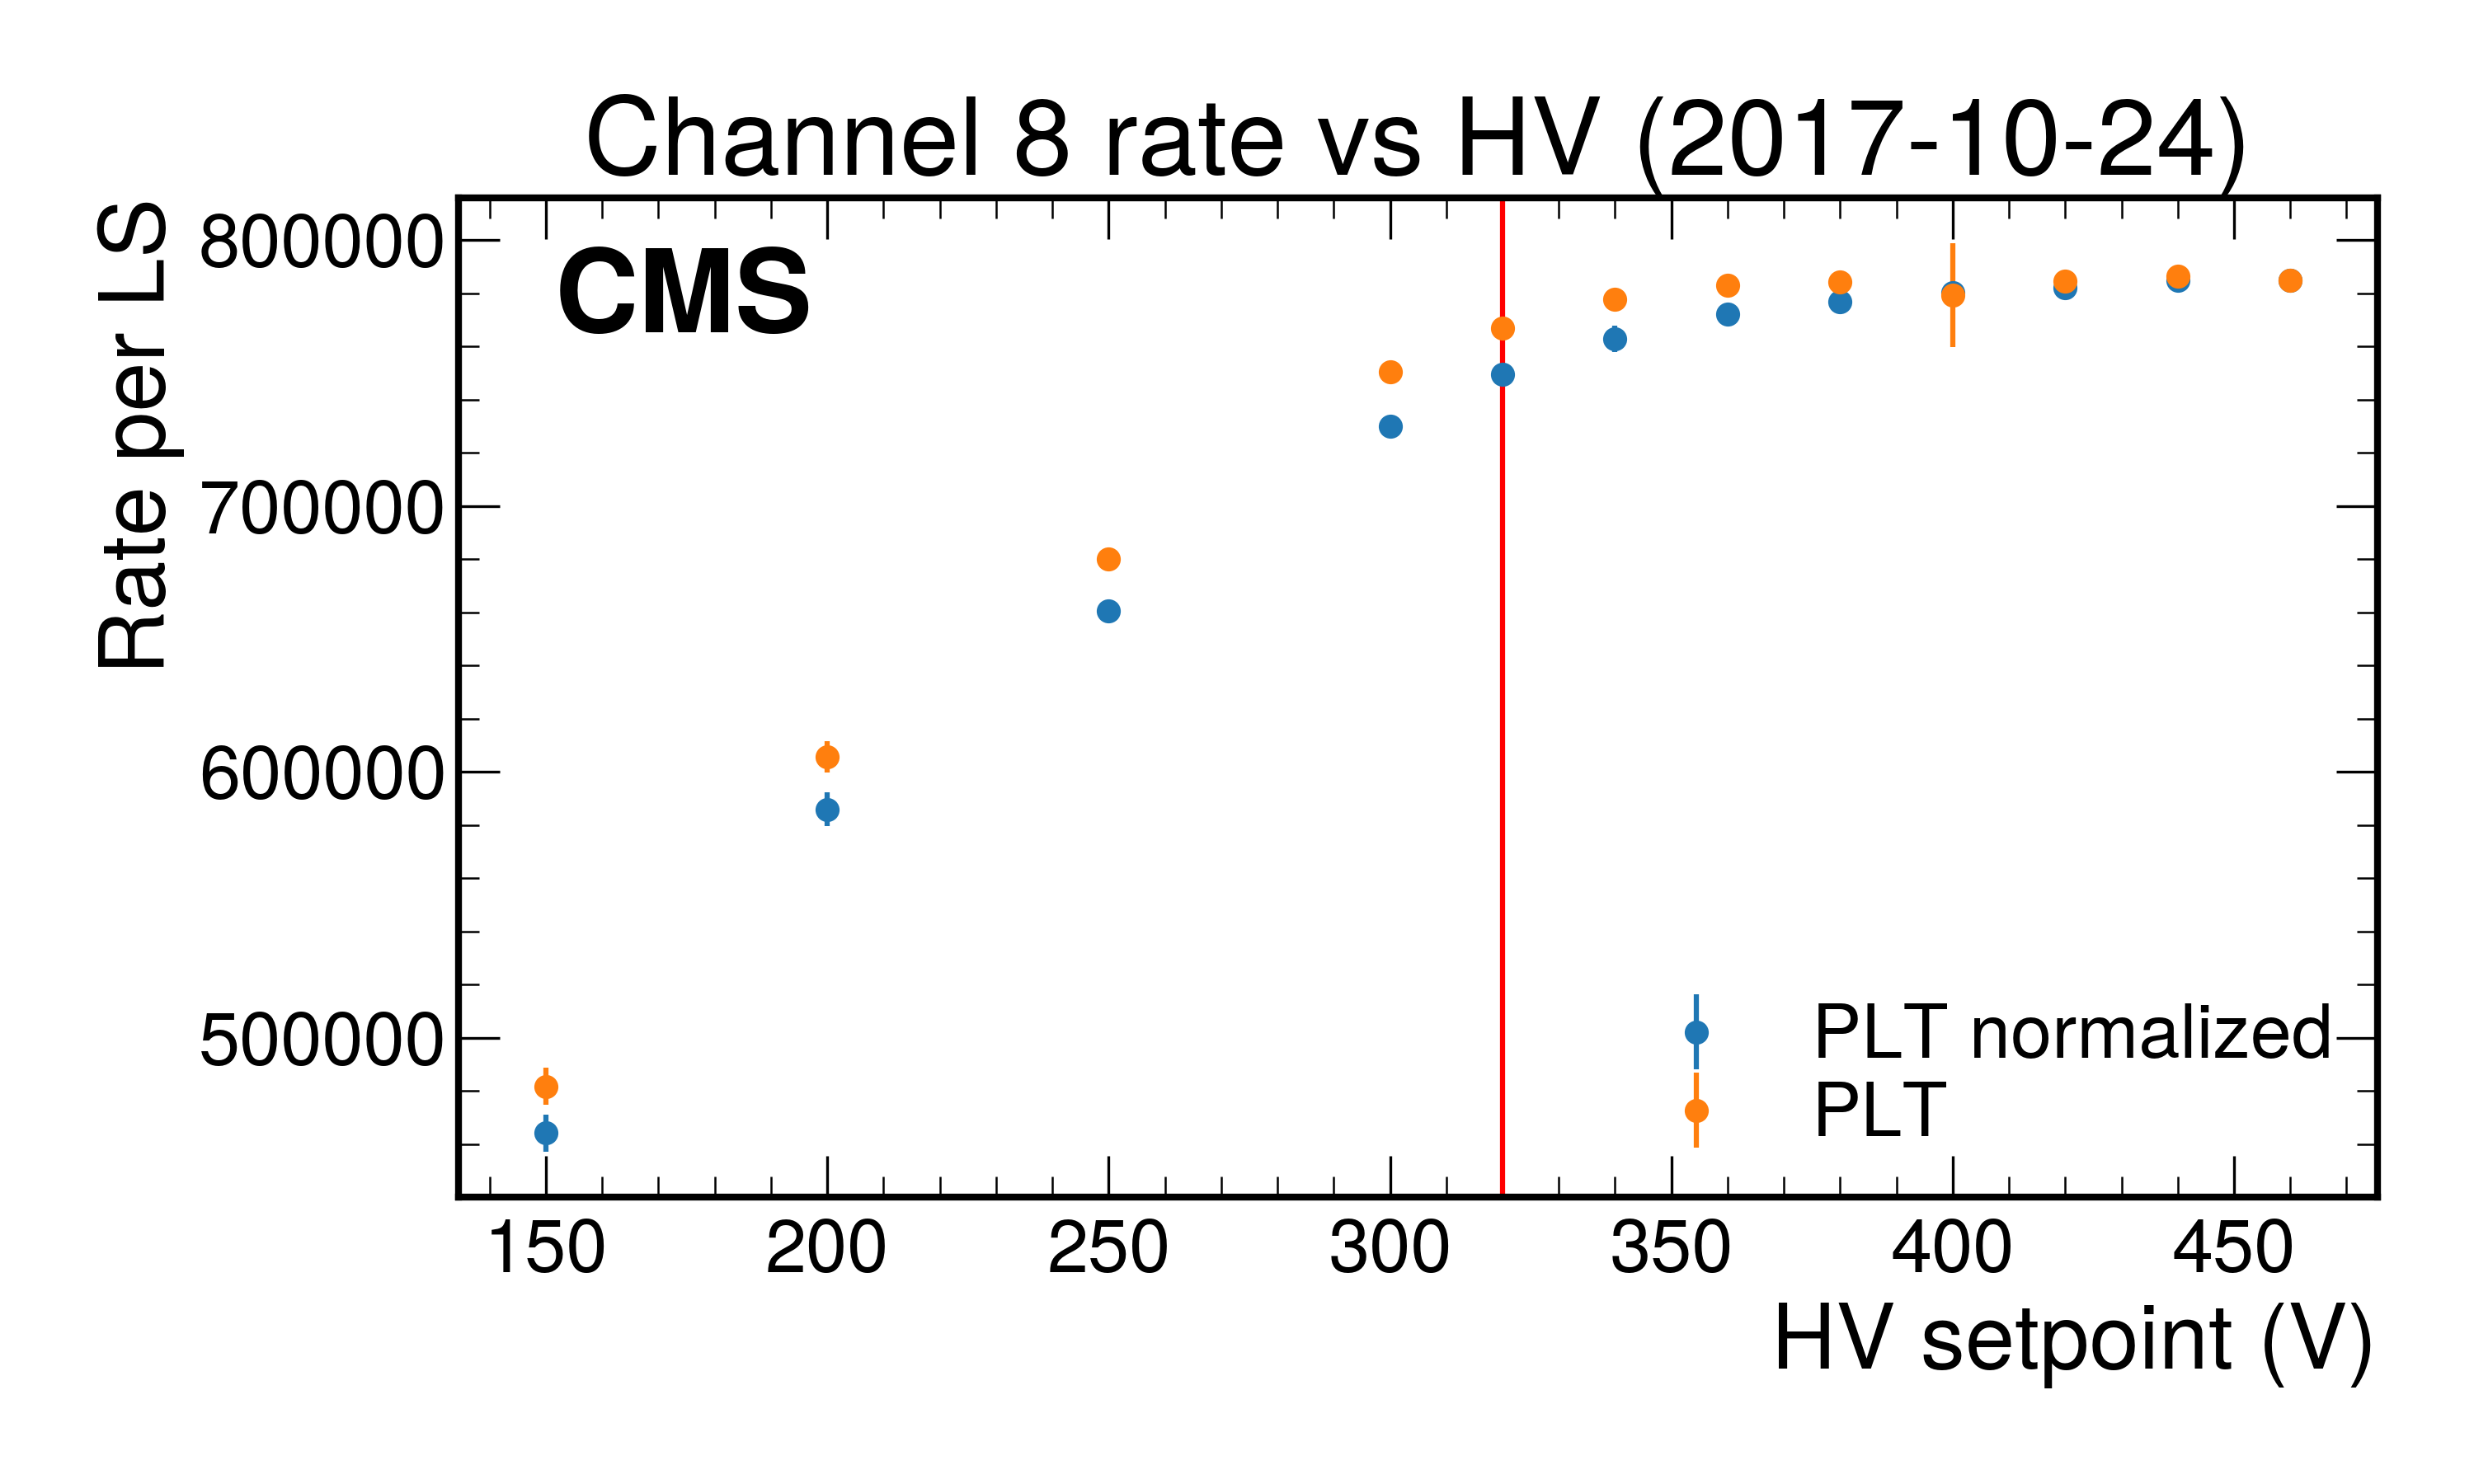 Channel 8 rate vs HV (2017-10-24)
CMS
Rate per LS
800000
700000
600000
500000
PLT normalized
PLT
150 200 250 300 350 400 450
HV setpoint (V)